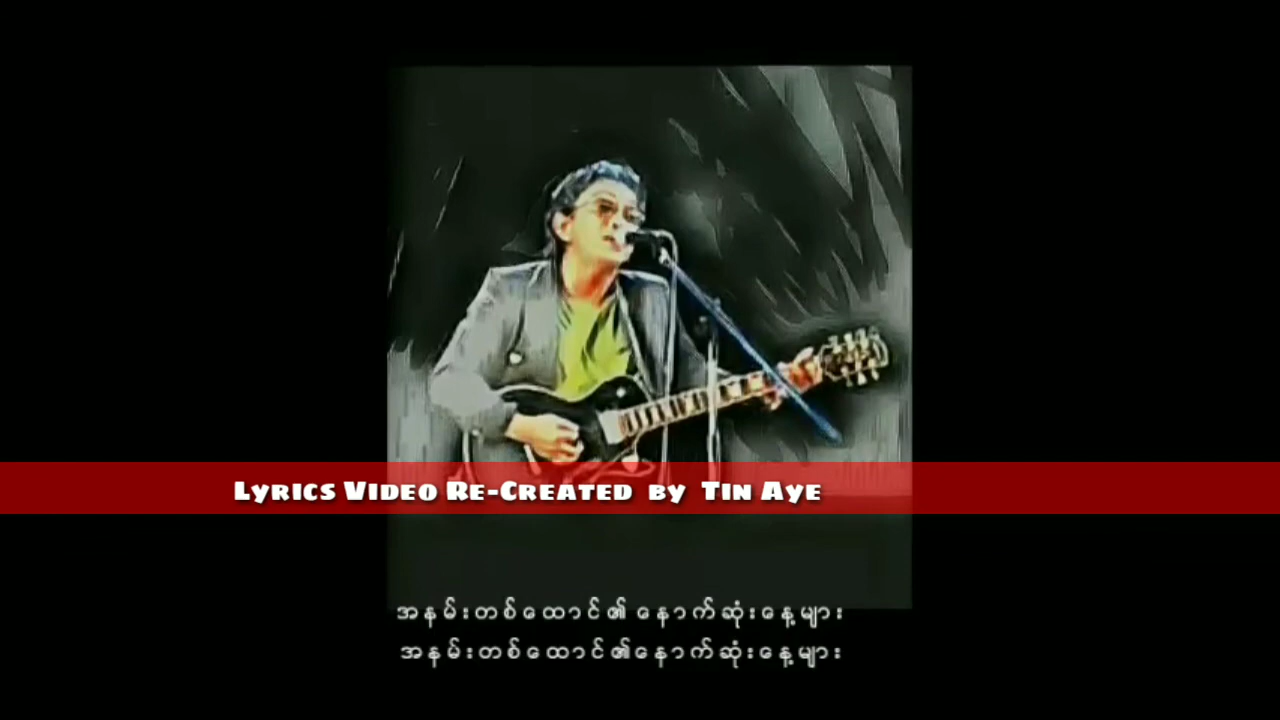 Lyrics Video Re-Created by Tin Aye
အနမ်းတစ်ထောင်၏ နောက်ဆုံးနေ့များ
အနမ်းတစ်ထောင်၏နောက်ဆုံးနေ့များ